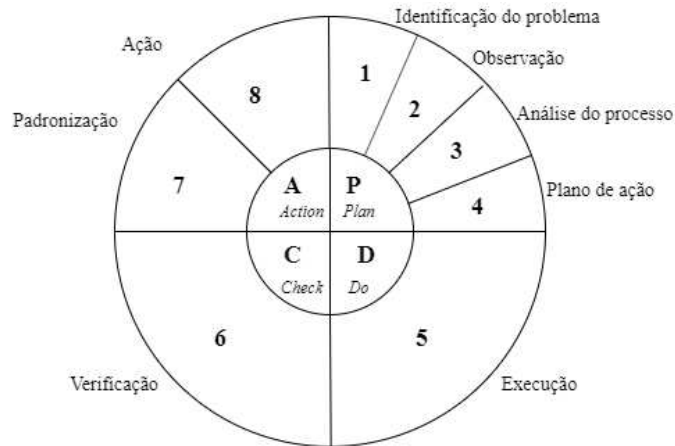 Identificação do problema
Ação
1
Observação
8
2
Padronização
Análise do processo
3
7
A
P
Plano de ação
4
Action
Plan
C
D
Check
Do
6
5
Verificação
Execução